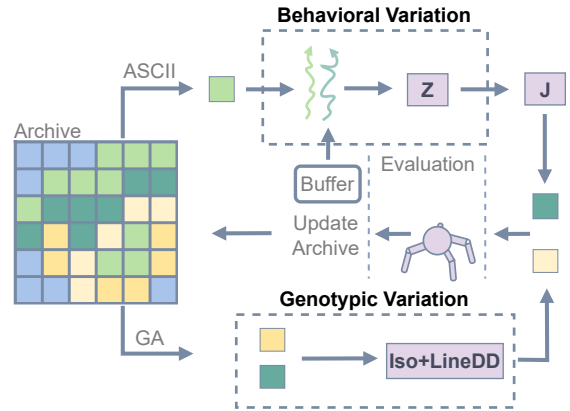 Behavioral Variation
ASCII
Z
J
Archive
Evaluation
Buffer
Update
Archive
Genotypic Variation
GA
Iso+LineDD